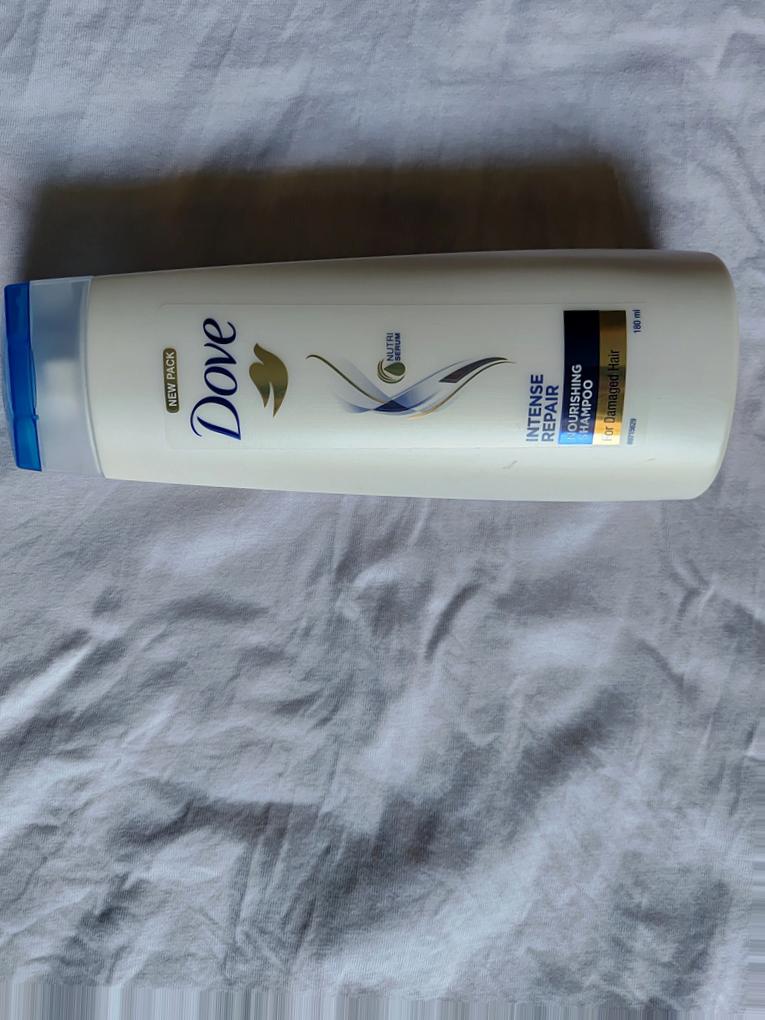 NEW PACK
Dove
NUTRI
SERUM
INTENSE
REPAIR
NOURISHING
SHAMPOO
For Damaged Hair
180 ml